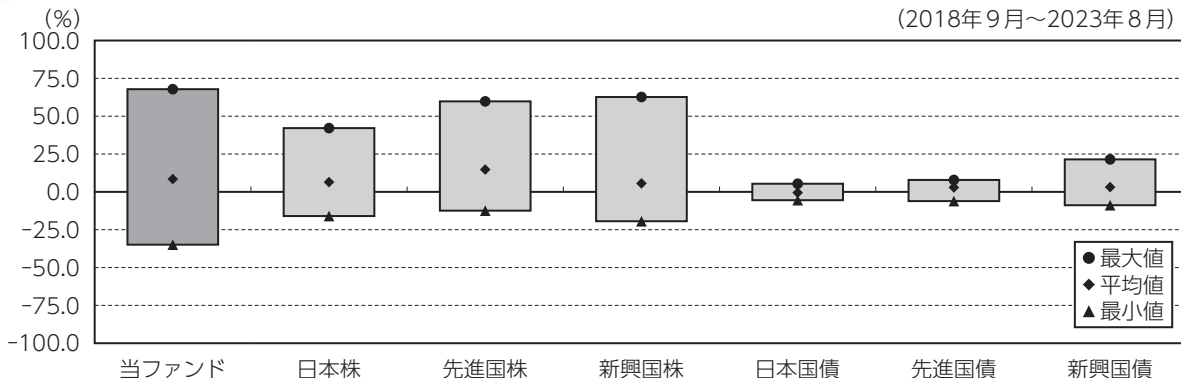 (%)
(2018年9月～2023年8月)
100.0
75.0
50.0
25.0
0.0
-25.0
-50.0
-75.0
-100.0
● 最大値
◆ 平均値
▲ 最小値
当ファンド 日本株 先進国株 新興国株 日本国債 先進国債 新興国債